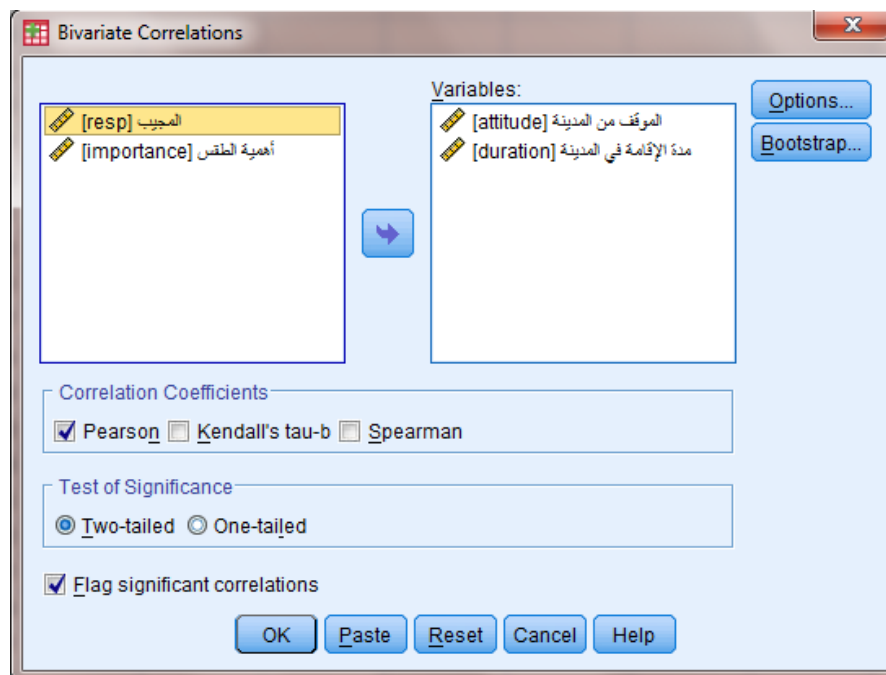 Bivariate Correlations
Variables:
المجيب [resp]
أهمية الطقس [importance]
الموقف من المدينة [attitude]
مدة الإقامة في المدينة [duration]
Options...
Bootstrap...
Correlation Coefficients
Pearson Kendall's tau-b Spearman
Test of Significance
Two-tailed One-tailed
Flag significant correlations
OK Paste Reset Cancel Help